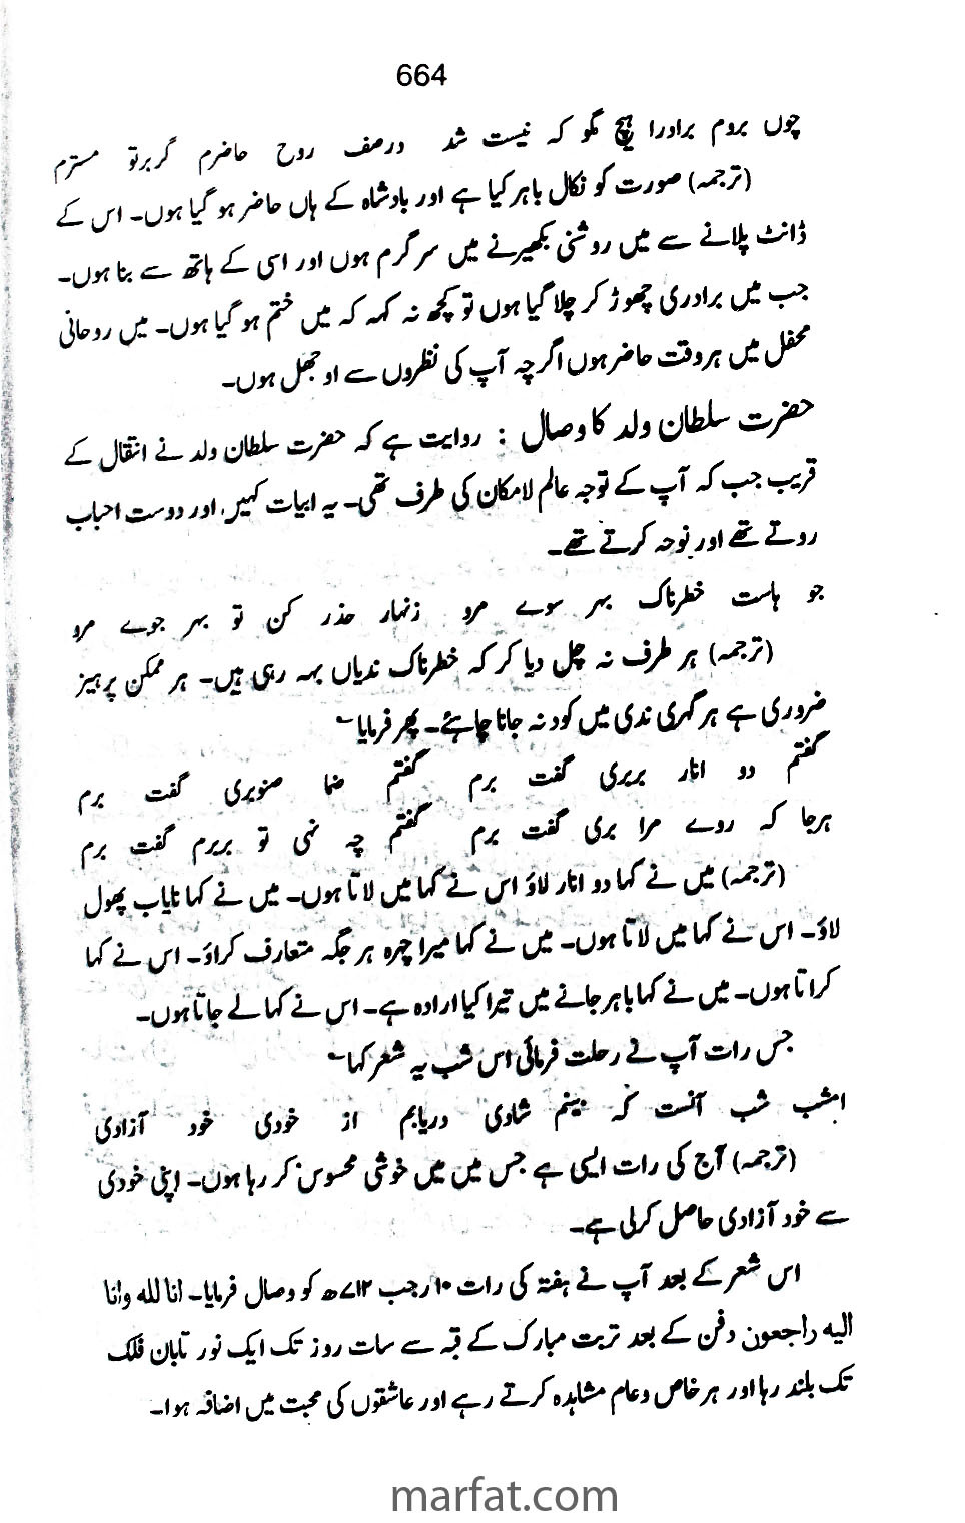 664
چوں بروم برادرا ہیچ مگو کہ نیست شد درصف روح حاضرم گر برتو مسترم
(ترجمہ) صورت کو نکال باہر کیا ہے اور بادشاہ کے ہاں حاضر ہو گیا ہوں۔ اس کے
ڈانٹ پلانے سے میں روشنی بکھیرنے میں سرگرم ہوں اور اسی کے ہاتھ سے بنا ہوں۔
جب میں برادری چھوڑ کر چلا گیا ہوں تو کچھ نہ کہہ کہ میں ختم ہو گیا ہوں۔ میں روحانی
محفل میں ہر وقت حاضر ہوں اگرچہ آپ کی نظروں سے اوجھل ہوں۔
حضرت سلطان ولد کا وصال : روایت ہے کہ حضرت سلطان ولد نے انتقال کے
قریب جب کہ آپ کے توجہ عالم لامکان کی طرف تھی۔ یہ ابیات کہیں، اور دوست احباب
روتے تھے اور نوحہ کرتے تھے۔
جو ہاست خطرناک بہر سوے مرو زنہار حذر کن تو بہر جوے مرو
(ترجمہ) ہر طرف نہ چل دیا کر کہ خطرناک ندیاں بہہ رہی ہیں۔ ہر ممکن پرہیز
ضروری ہے ہر گہری ندی میں کود نہ جانا چاہئے۔ پھر فرمایا؎
گفتم دو انار بربری گفت برم گفتم ضما صنوبری گفت برم
ہرجا کہ روے مرا بری گفت برم گفتم چہ نہی تو بربرم گفت برم
(ترجمہ) میں نے کہا دو انار لاؤ اس نے کہا میں لاتا ہوں۔ میں نے کہا نایاب پھول
لاؤ۔ اس نے کہا میں لاتا ہوں۔ میں نے کہا میرا چہرہ ہر جگہ متعارف کراؤ۔ اس نے کہا
کراتا ہوں۔ میں نے کہا باہر جانے میں تیرا کیا ارادہ ہے۔ اس نے کہا لے جاتا ہوں۔
جس رات آپ نے رحلت فرمائی اس شب یہ شعر کہا؎
امشب شب آنست کہ بینم شادی دریابم از خودی خود آزادی
(ترجمہ) آج کی رات ایسی ہے جس میں میں خوشی محسوس کر رہا ہوں۔ اپنی خودی
سے خود آزادی حاصل کرلی ہے۔
اس شعر کے بعد آپ نے ہفتہ کی رات ۱۰ رجب ۷۱۲ھ کو وصال فرمایا۔ انا للہ وانا
الیہ راجعون دفن کے بعد تربت مبارک کے قبہ سے سات روز تک ایک نور تابان فلک
تک بلند رہا اور ہر خاص و عام مشاہدہ کرتے رہے اور عاشقوں کی محبت میں اضافہ ہوا۔
marfat.com